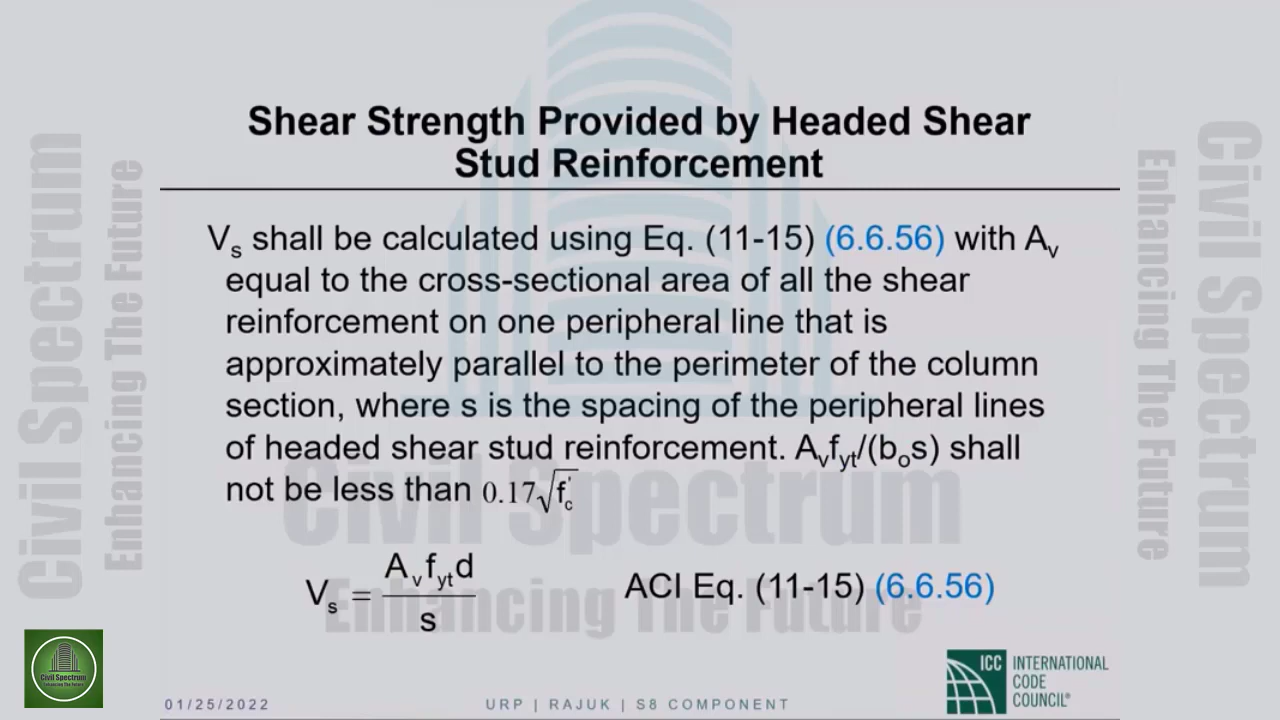 Shear Strength Provided by Headed Shear
Stud Reinforcement
Vs shall be calculated using Eq. (11-15) (6.6.56) with Av
equal to the cross-sectional area of all the shear
reinforcement on one peripheral line that is
approximately parallel to the perimeter of the column
section, where s is the spacing of the peripheral lines
of headed shear stud reinforcement. Avfyt/(bos) shall
not be less than 0.17√f'c
Vs = Avfytd / s
ACI Eq. (11-15) (6.6.56)
Civil Spectrum
Enhancing The Future
Civil Spectrum
Enhancing The Future
Civil Spectrum
Enhancing The Future
Civil Spectrum
Enhancing The Future
01/25/2022
URP | RAJUK | S8 COMPONENT
ICC INTERNATIONAL
CODE
COUNCIL®